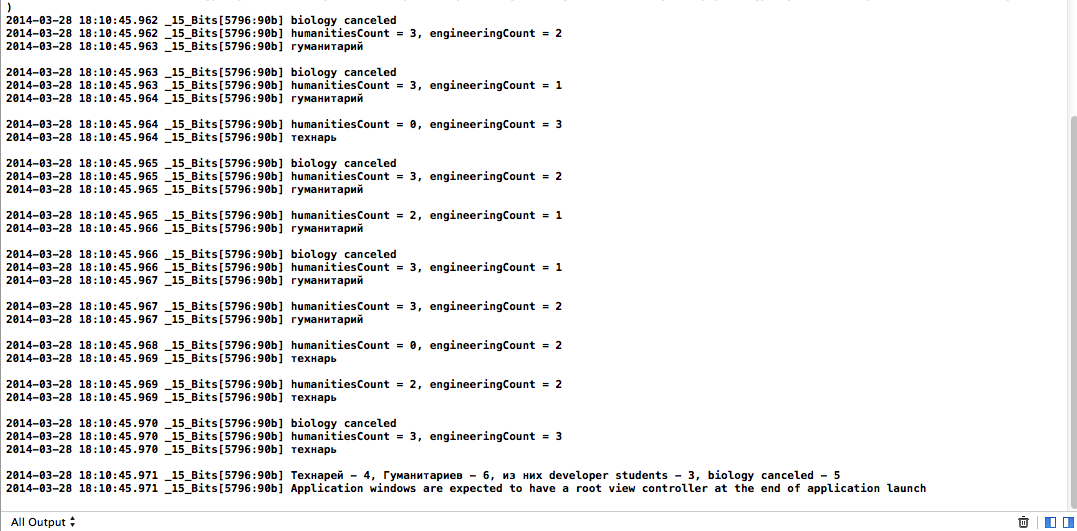 )
2014-03-28 18:10:45.962 _15_Bits[5796:90b] biology canceled
2014-03-28 18:10:45.962 _15_Bits[5796:90b] humanitiesCount = 3, engineeringCount = 2
2014-03-28 18:10:45.963 _15_Bits[5796:90b] гуманитарий
2014-03-28 18:10:45.963 _15_Bits[5796:90b] biology canceled
2014-03-28 18:10:45.963 _15_Bits[5796:90b] humanitiesCount = 3, engineeringCount = 1
2014-03-28 18:10:45.964 _15_Bits[5796:90b] гуманитарий
2014-03-28 18:10:45.964 _15_Bits[5796:90b] humanitiesCount = 0, engineeringCount = 3
2014-03-28 18:10:45.964 _15_Bits[5796:90b] технарь
2014-03-28 18:10:45.965 _15_Bits[5796:90b] biology canceled
2014-03-28 18:10:45.965 _15_Bits[5796:90b] humanitiesCount = 3, engineeringCount = 2
2014-03-28 18:10:45.965 _15_Bits[5796:90b] гуманитарий
2014-03-28 18:10:45.965 _15_Bits[5796:90b] humanitiesCount = 2, engineeringCount = 1
2014-03-28 18:10:45.966 _15_Bits[5796:90b] гуманитарий
2014-03-28 18:10:45.966 _15_Bits[5796:90b] biology canceled
2014-03-28 18:10:45.966 _15_Bits[5796:90b] humanitiesCount = 3, engineeringCount = 1
2014-03-28 18:10:45.967 _15_Bits[5796:90b] гуманитарий
2014-03-28 18:10:45.967 _15_Bits[5796:90b] humanitiesCount = 3, engineeringCount = 2
2014-03-28 18:10:45.967 _15_Bits[5796:90b] гуманитарий
2014-03-28 18:10:45.968 _15_Bits[5796:90b] humanitiesCount = 0, engineeringCount = 2
2014-03-28 18:10:45.969 _15_Bits[5796:90b] технарь
2014-03-28 18:10:45.969 _15_Bits[5796:90b] humanitiesCount = 2, engineeringCount = 2
2014-03-28 18:10:45.969 _15_Bits[5796:90b] технарь
2014-03-28 18:10:45.970 _15_Bits[5796:90b] biology canceled
2014-03-28 18:10:45.970 _15_Bits[5796:90b] humanitiesCount = 3, engineeringCount = 3
2014-03-28 18:10:45.970 _15_Bits[5796:90b] технарь
2014-03-28 18:10:45.971 _15_Bits[5796:90b] Технарей - 4, Гуманитариев - 6, из них developer students - 3, biology canceled - 5
2014-03-28 18:10:45.971 _15_Bits[5796:90b] Application windows are expected to have a root view controller at the end of application launch
All Output